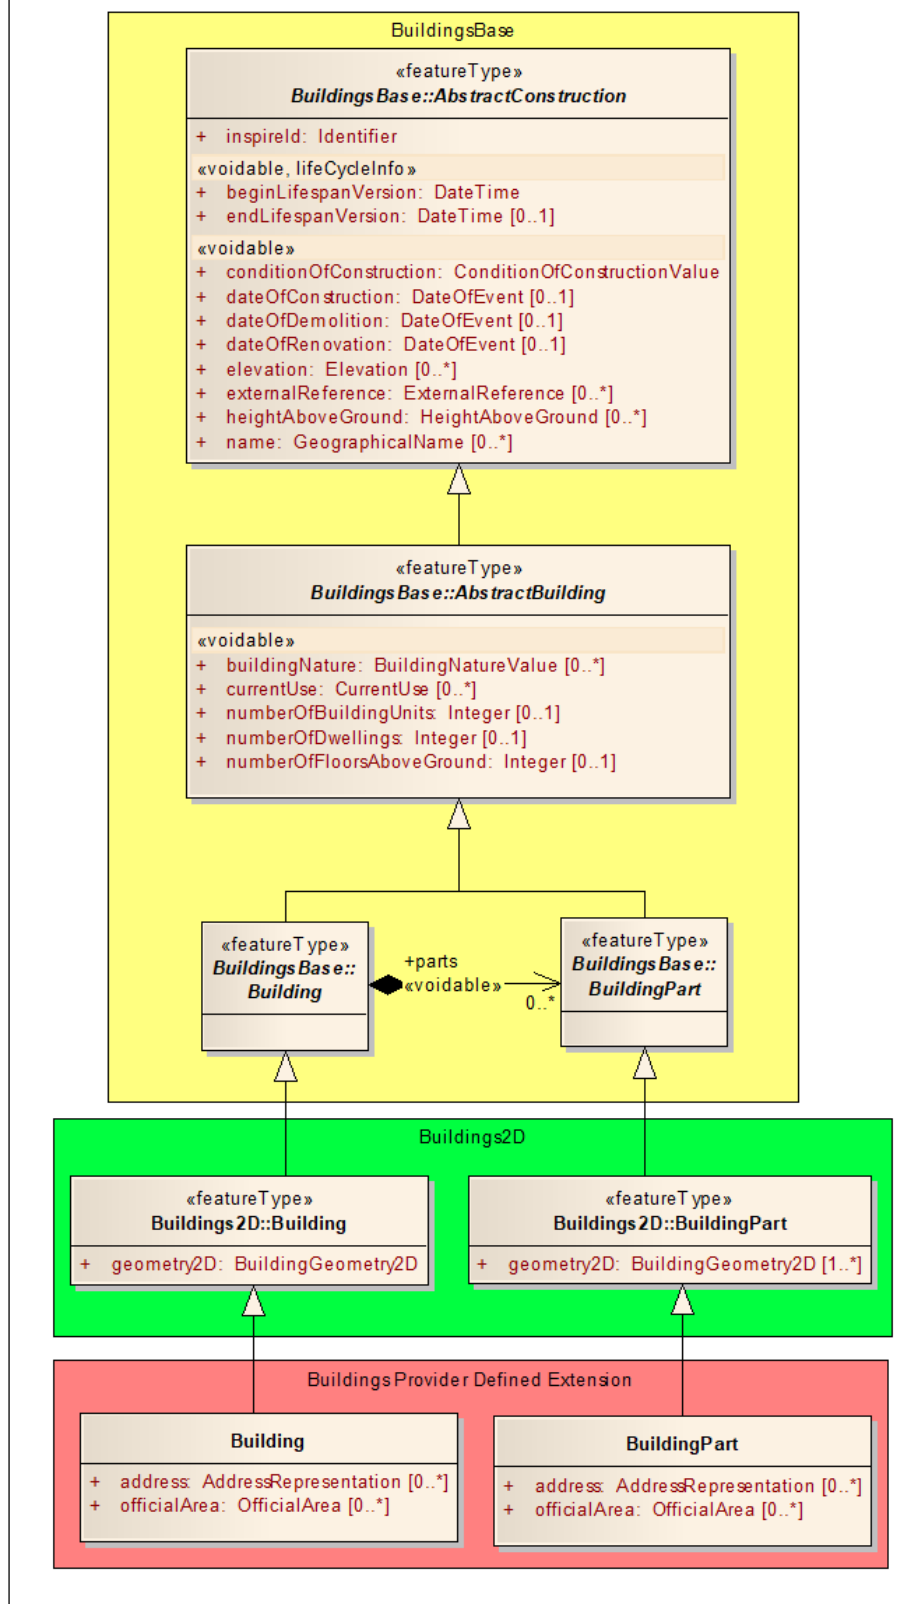 BuildingsBase
«featureType»
BuildingsBase::AbstractConstruction
+ inspireId: Identifier
«voidable, lifeCycleInfo»
+ beginLifespanVersion: DateTime
+ endLifespanVersion: DateTime [0..1]
«voidable»
+ conditionOfConstruction: ConditionOfConstructionValue
+ dateOfConstruction: DateOfEvent [0..1]
+ dateOfDemolition: DateOfEvent [0..1]
+ dateOfRenovation: DateOfEvent [0..1]
+ elevation: Elevation [0..*]
+ externalReference: ExternalReference [0..*]
+ heightAboveGround: HeightAboveGround [0..*]
+ name: GeographicalName [0..*]
«featureType»
BuildingsBase::AbstractBuilding
«voidable»
+ buildingNature: BuildingNatureValue [0..*]
+ currentUse: CurrentUse [0..*]
+ numberOfBuildingUnits: Integer [0..1]
+ numberOfDwellings: Integer [0..1]
+ numberOfFloorsAboveGround: Integer [0..1]
«featureType»
BuildingsBase::
Building
+parts
«voidable»
0..*
«featureType»
BuildingsBase::
BuildingPart
Buildings2D
«featureType»
Buildings2D::Building
+ geometry2D: BuildingGeometry2D
«featureType»
Buildings2D::BuildingPart
+ geometry2D: BuildingGeometry2D [1..*]
Buildings Provider Defined Extension
Building
+ address: AddressRepresentation [0..*]
+ officialArea: OfficialArea [0..*]
BuildingPart
+ address: AddressRepresentation [0..*]
+ officialArea: OfficialArea [0..*]